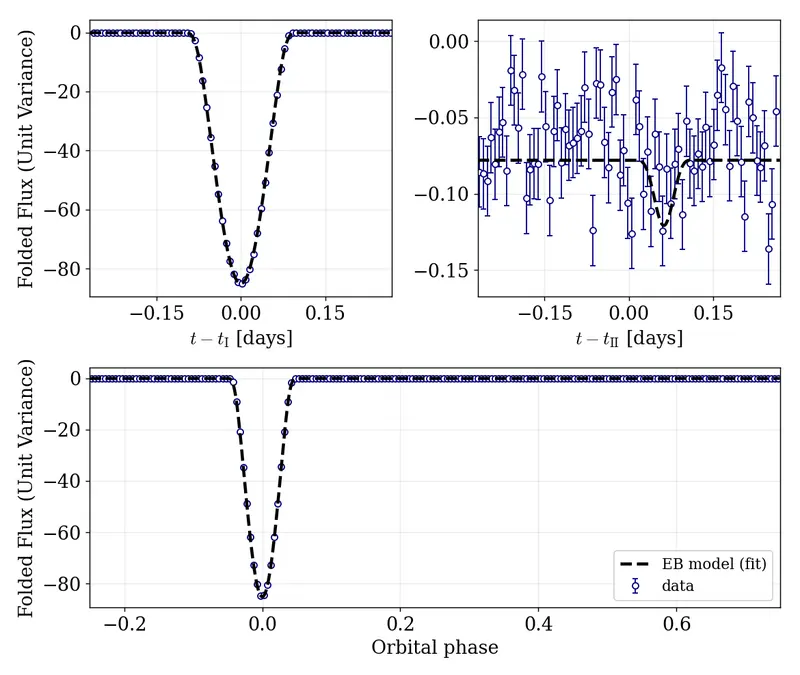 Folded Flux (Unit Variance)
0
−20
−40
−60
−80
−0.15 0.00 0.15
t − t_I [days]
0.00
−0.05
−0.10
−0.15
−0.15 0.00 0.15
t − t_II [days]
Folded Flux (Unit Variance)
0
−20
−40
−60
−80
−0.2 0.0 0.2 0.4 0.6
Orbital phase
EB model (fit)
data